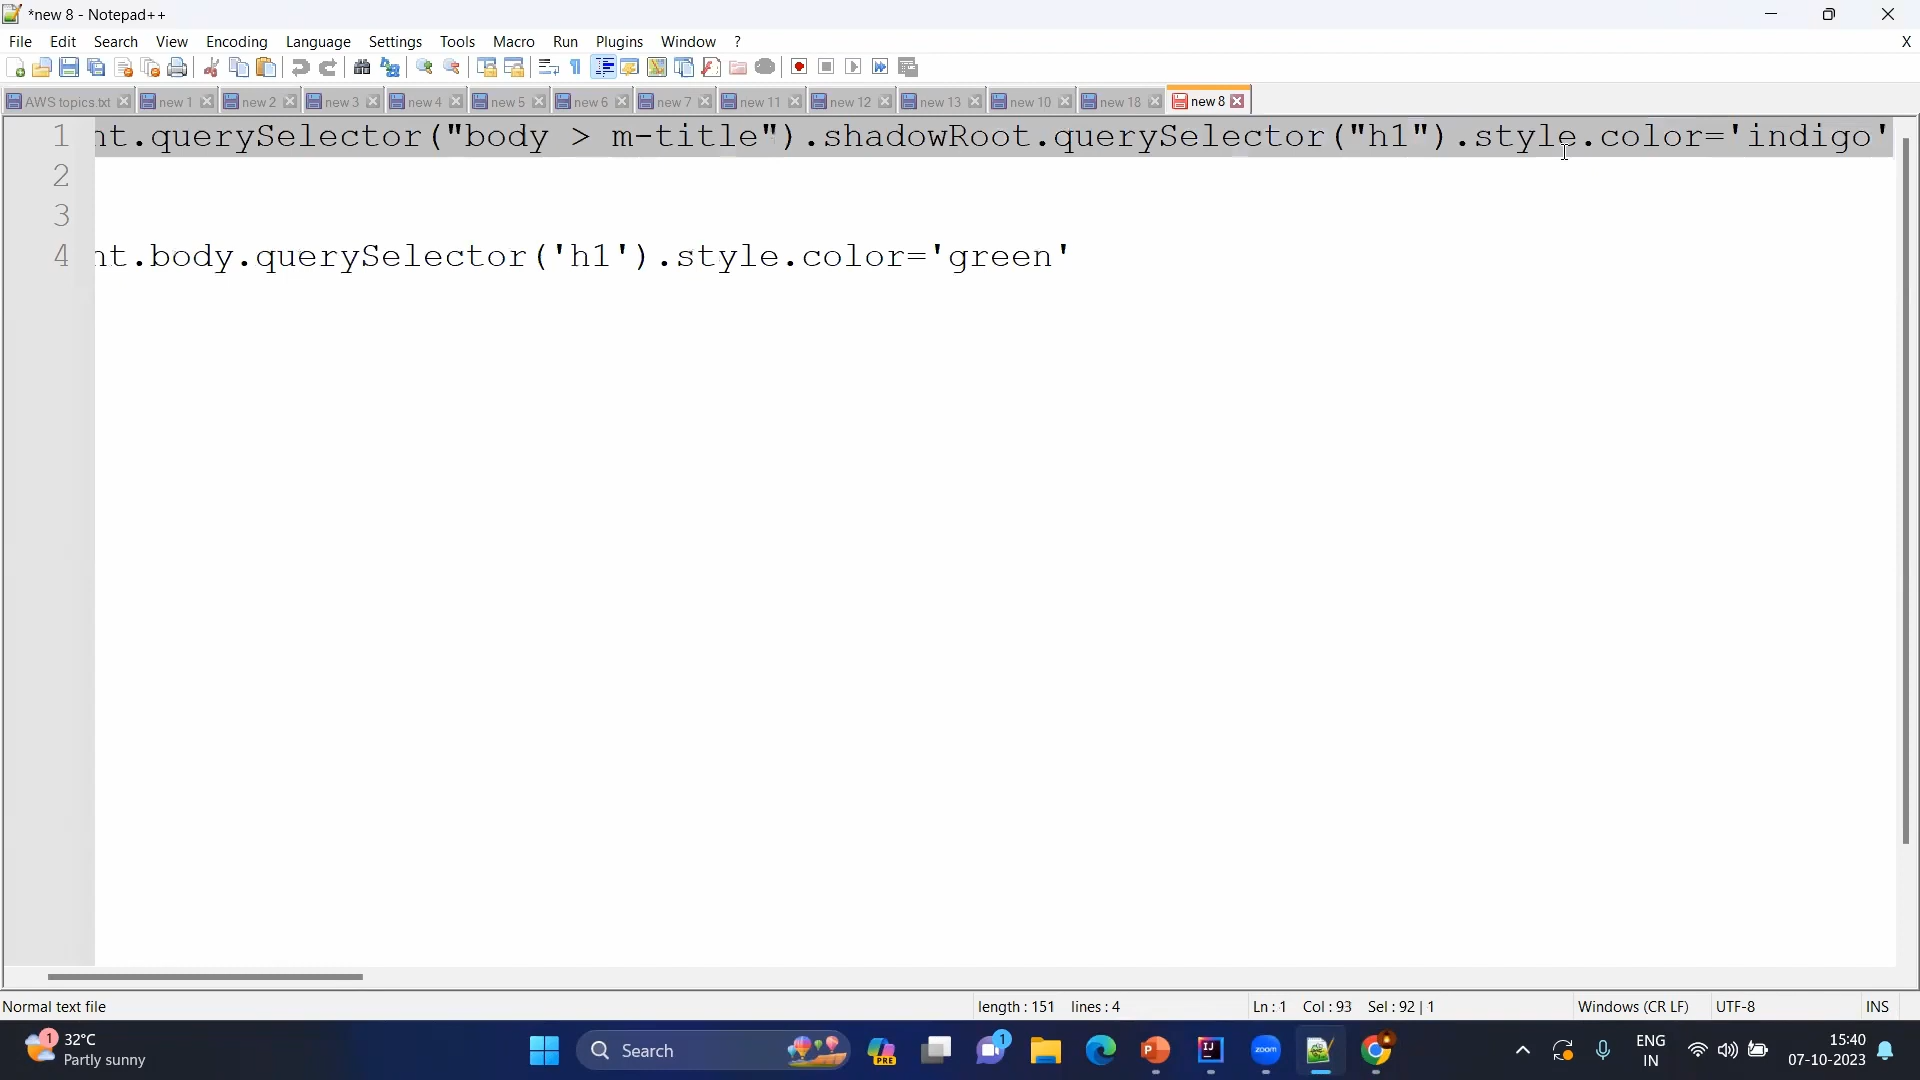 *new 8 - Notepad++
File Edit Search View Encoding Language Settings Tools Macro Run Plugins Window ? X
AWS topics.txt new 1 new 2 new 3 new 4 new 5 new 6 new 7 new 11 new 12 new 13 new 10 new 18 new 8
1 nt.querySelector("body > m-title").shadowRoot.querySelector("h1").style.color='indigo'
2
3
4 nt.body.querySelector('h1').style.color='green'
Normal text file length : 151 lines : 4 Ln : 1 Col : 93 Sel : 92 | 1 Windows (CR LF) UTF-8 INS
1 32°C
Partly sunny
Search
PRE
1
zoom
ENG
IN
15:40
07-10-2023